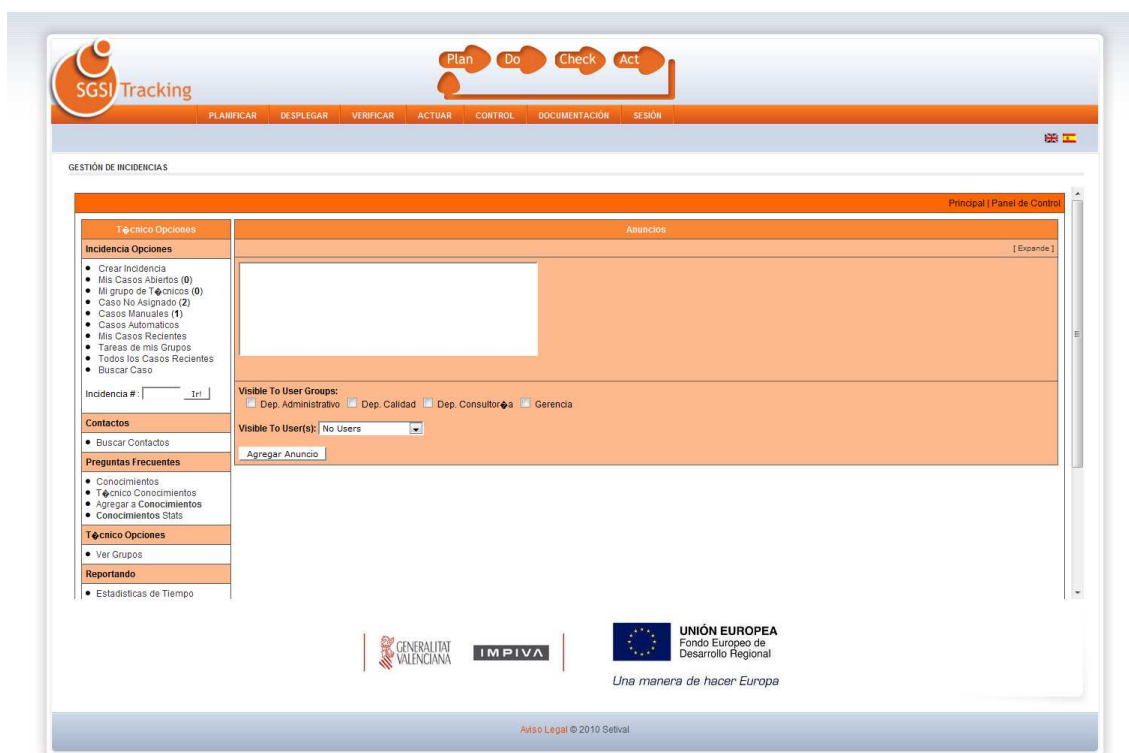 Plan Do Check Act
SGSI Tracking
PLANIFICAR DESPLEGAR VERIFICAR ACTUAR CONTROL DOCUMENTACIÓN SESIÓN
GESTIÓN DE INCIDENCIAS
Principal | Panel de Control
T�cnico Opciones
Incidencia Opciones
Crear Incidencia
Mis Casos Abiertos (0)
Mi grupo de T�cnicos (0)
Caso No Asignado (2)
Casos Manuales (1)
Casos Automaticos
Mis Casos Recientes
Tareas de mis Grupos
Todos los Casos Recientes
Buscar Caso
Incidencia # : Ir!
Contactos
Buscar Contactos
Preguntas Frecuentes
Conocimientos
T�cnico Conocimientos
Agregar a Conocimientos
Conocimientos Stats
T�cnico Opciones
Ver Grupos
Reportando
Estadisticas de Tiempo
Anuncios
[ Expande ]
Visible To User Groups:
Dep. Administrativo Dep. Calidad Dep. Consultor�a Gerencia
Visible To User(s): No Users
Agregar Anuncio
GENERALITAT
VALENCIANA
IMPIVA
UNIÓN EUROPEA
Fondo Europeo de
Desarrollo Regional
Una manera de hacer Europa
Aviso Legal © 2010 Setival